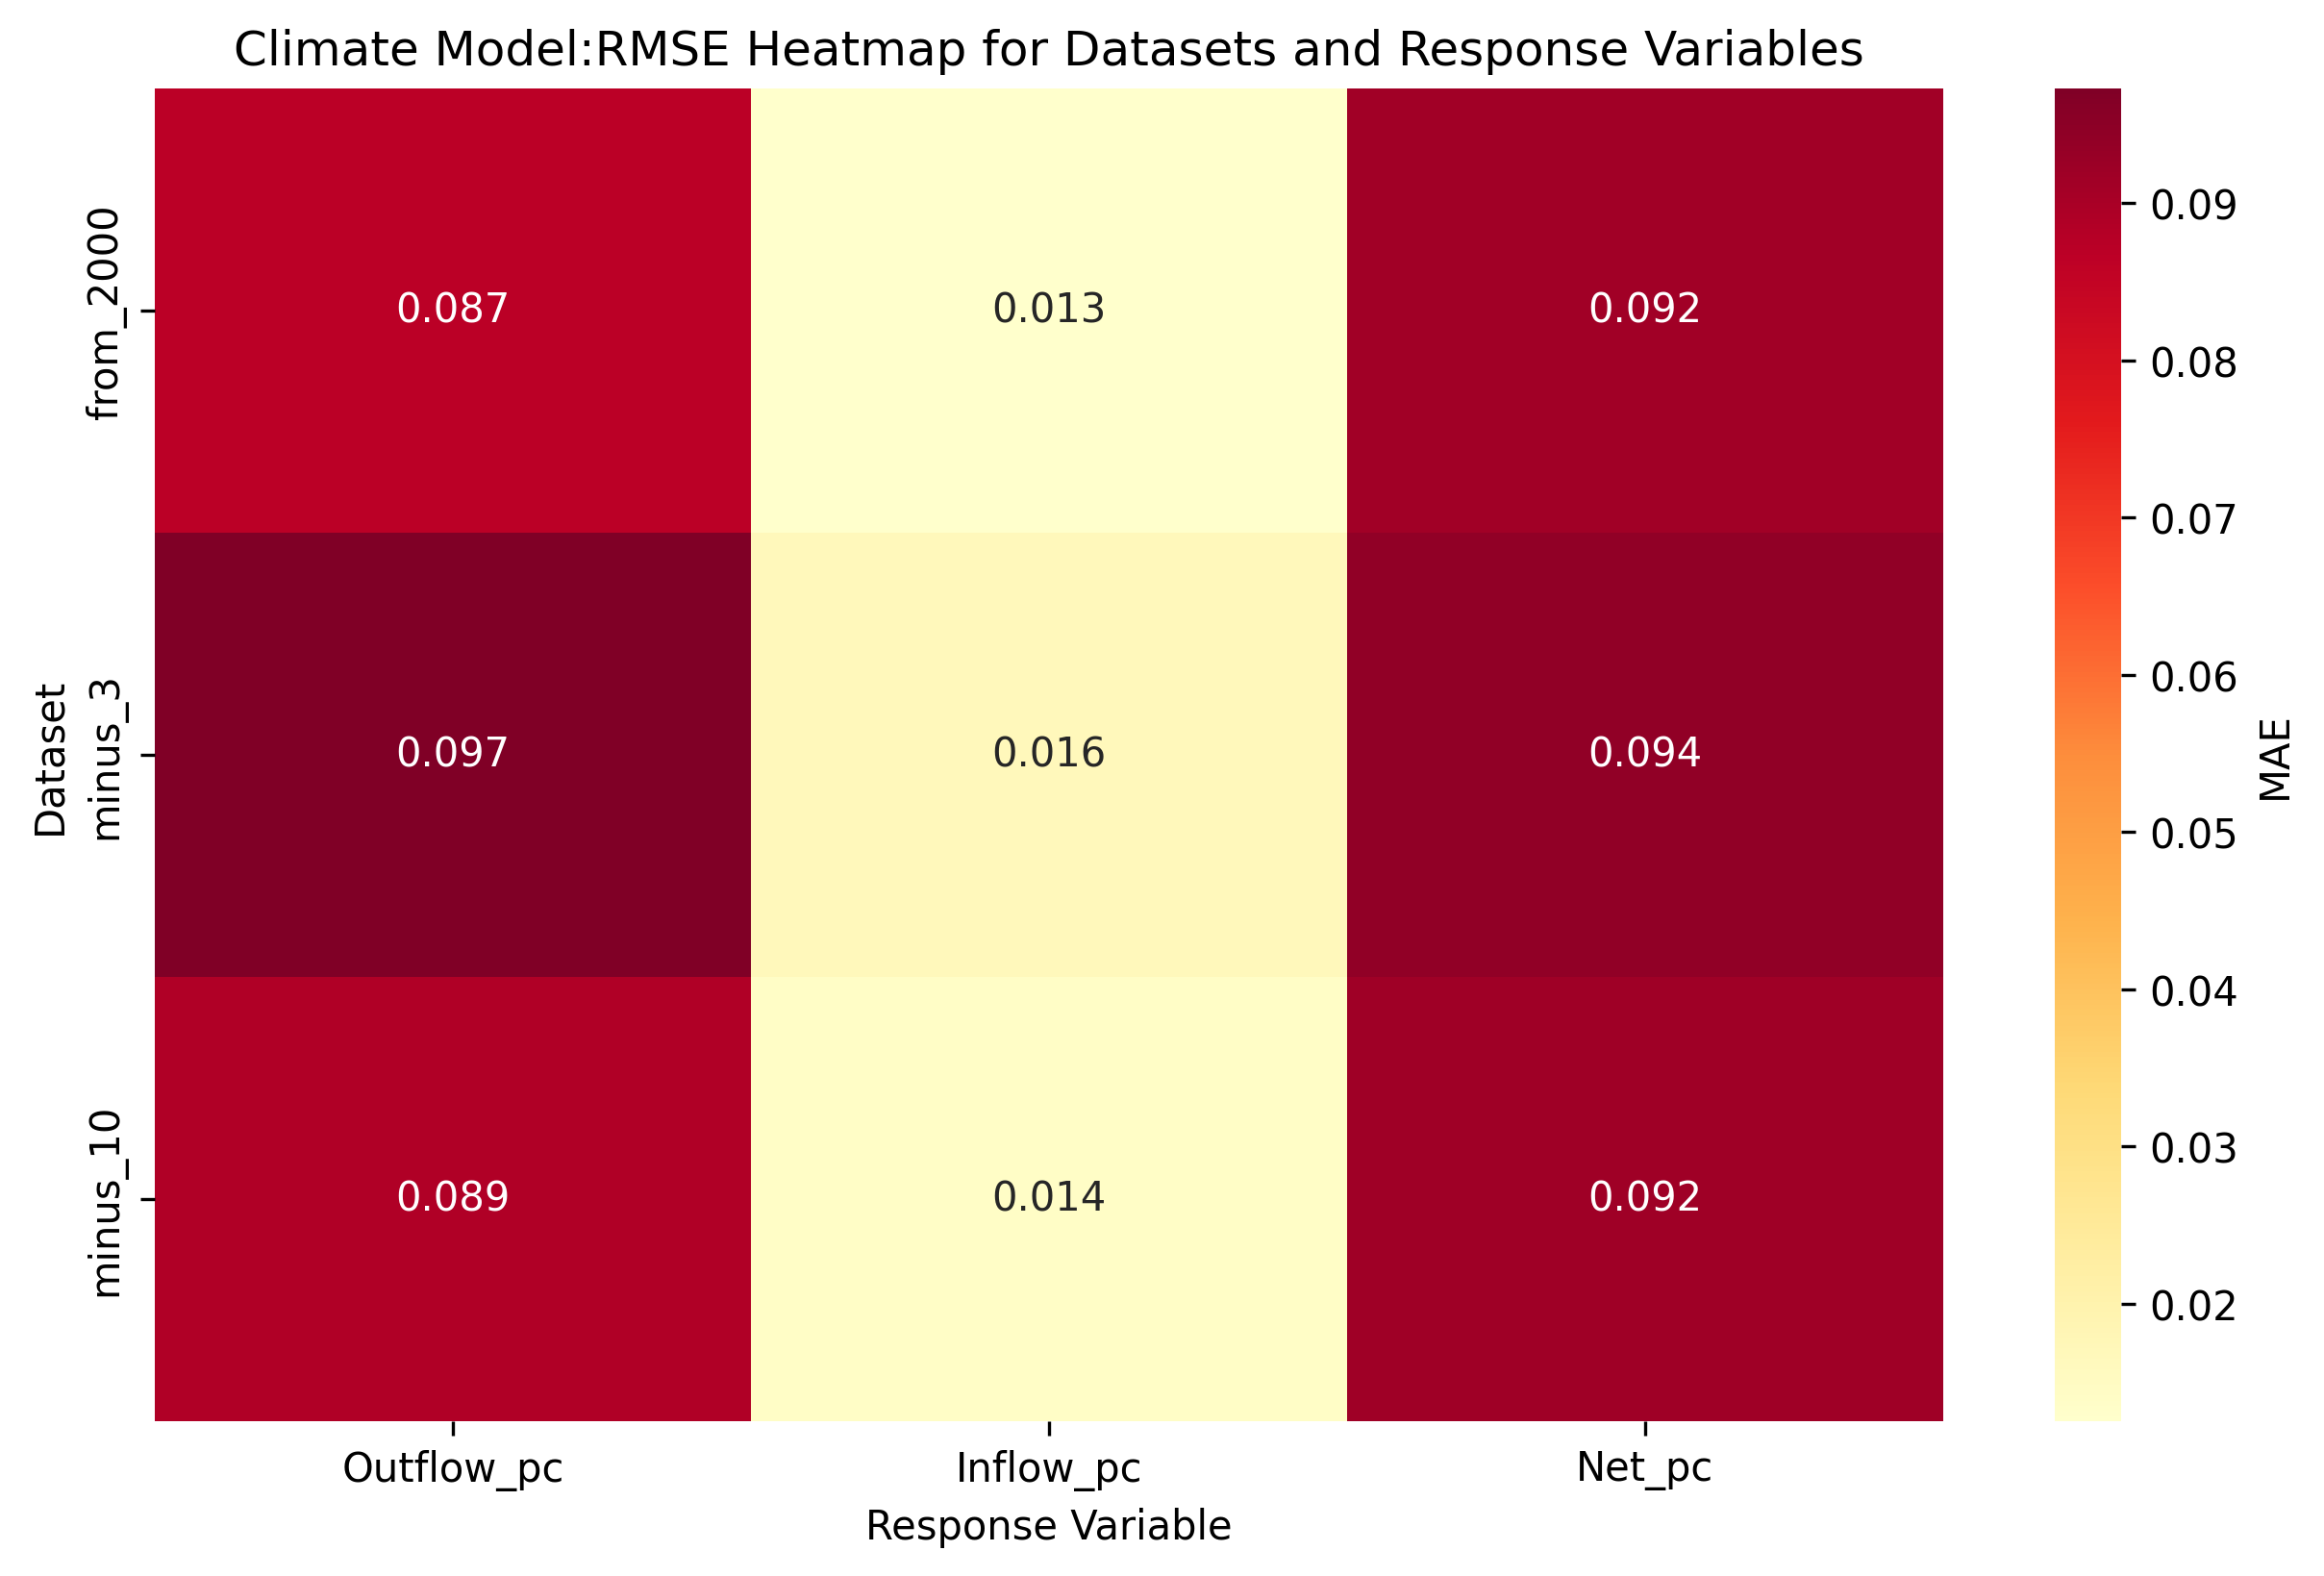 Climate Model:RMSE Heatmap for Datasets and Response Variables
Dataset
from_2000
0.087 0.013 0.092
minus_3
0.097 0.016 0.094
minus_10
0.089 0.014 0.092
Outflow_pc Inflow_pc Net_pc
Response Variable
0.09
0.08
0.07
0.06
0.05
0.04
0.03
0.02
MAE